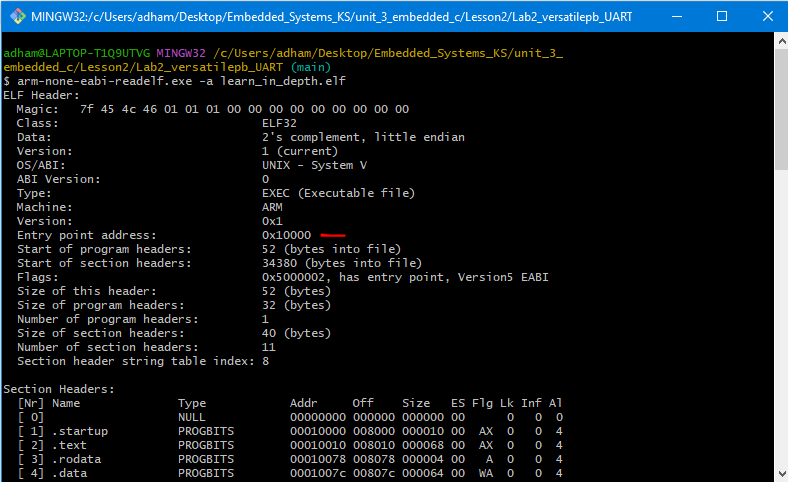 MINGW32:/c/Users/adham/Desktop/Embedded_Systems_KS/unit_3_embedded_c/Lesson2/Lab2_versatilepb_UART
adham@LAPTOP-T1Q9UTVG MINGW32 /c/Users/adham/Desktop/Embedded_Systems_KS/unit_3_
embedded_c/Lesson2/Lab2_versatilepb_UART (main)
$ arm-none-eabi-readelf.exe -a learn_in_depth.elf
ELF Header:
  Magic:   7f 45 4c 46 01 01 01 00 00 00 00 00 00 00 00 00
  Class:                             ELF32
  Data:                              2's complement, little endian
  Version:                           1 (current)
  OS/ABI:                            UNIX - System V
  ABI Version:                       0
  Type:                              EXEC (Executable file)
  Machine:                           ARM
  Version:                           0x1
  Entry point address:               0x10000
  Start of program headers:          52 (bytes into file)
  Start of section headers:          34380 (bytes into file)
  Flags:                             0x5000002, has entry point, Version5 EABI
  Size of this header:               52 (bytes)
  Size of program headers:           32 (bytes)
  Number of program headers:         1
  Size of section headers:           40 (bytes)
  Number of section headers:         11
  Section header string table index: 8
Section Headers:
  [Nr] Name              Type            Addr     Off    Size   ES Flg Lk Inf Al
  [ 0]                   NULL            00000000 000000 000000 00      0   0  0
  [ 1] .startup          PROGBITS        00010000 008000 000010 00  AX  0   0  4
  [ 2] .text             PROGBITS        00010010 008010 000068 00  AX  0   0  4
  [ 3] .rodata           PROGBITS        00010078 008078 000004 00   A  0   0  4
  [ 4] .data             PROGBITS        0001007c 00807c 000064 00  WA  0   0  4